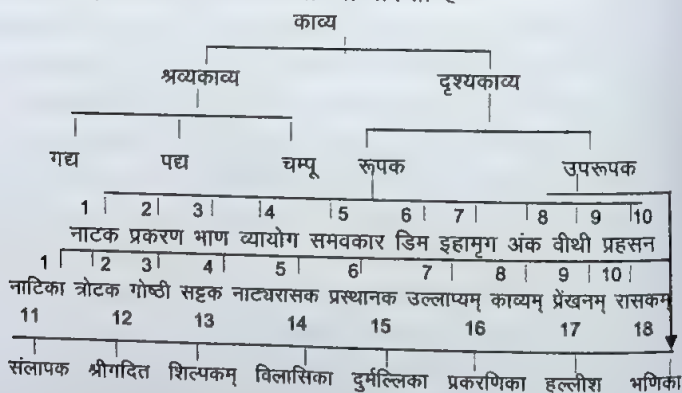 काव्य
श्रव्यकाव्य दृश्यकाव्य
गद्य पद्य चम्पू रूपक उपरूपक
1 2 3 4 5 6 7 8 9 10
नाटक प्रकरण भाण व्यायोग समवकार डिम इहामृग अंक वीथी प्रहसन
1 2 3 4 5 6 7 8 9 10
नाटिका त्रोटक गोष्ठी सट्टक नाट्यरासक प्रस्थानक उल्लाप्यम् काव्यम् प्रेंखनम् रासकम्
11 12 13 14 15 16 17 18
संलापक श्रीगदित शिल्पकम् विलासिका दुर्मल्लिका प्रकरणिका हल्लीश भणिका